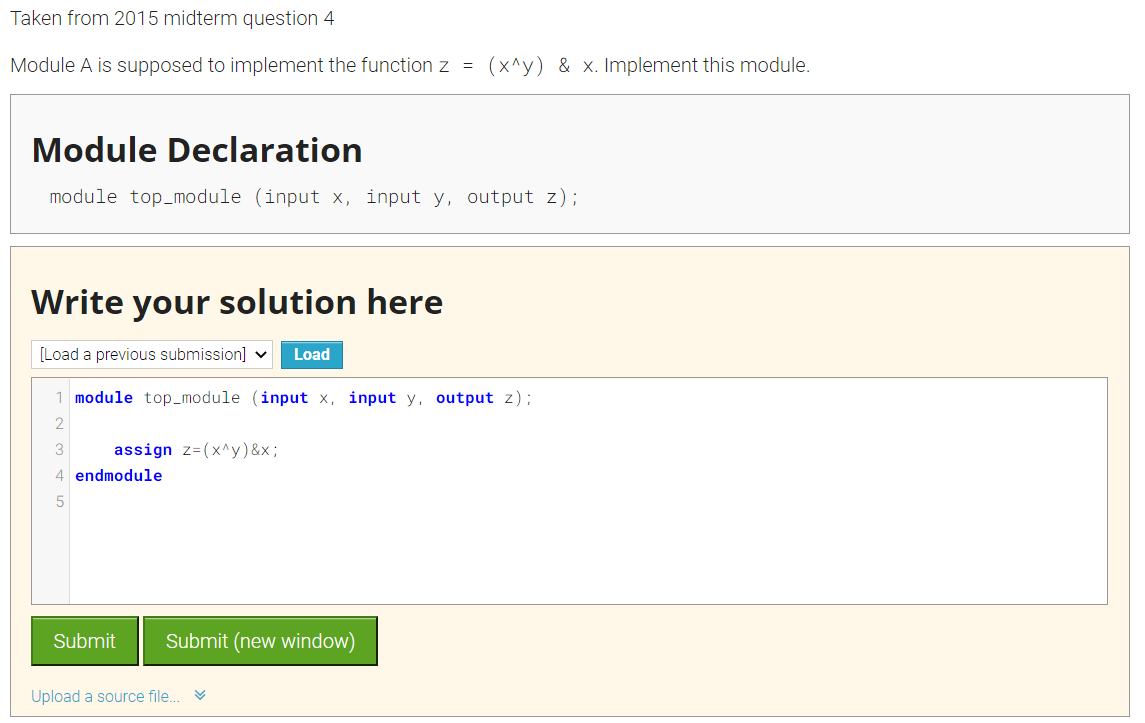 Taken from 2015 midterm question 4
Module A is supposed to implement the function z = (x^y) & x. Implement this module.
Module Declaration
module top_module (input x, input y, output z);
Write your solution here
[Load a previous submission] Load
1 module top_module (input x, input y, output z);
2
3 assign z=(x^y)&x;
4 endmodule
5
Submit Submit (new window)
Upload a source file...